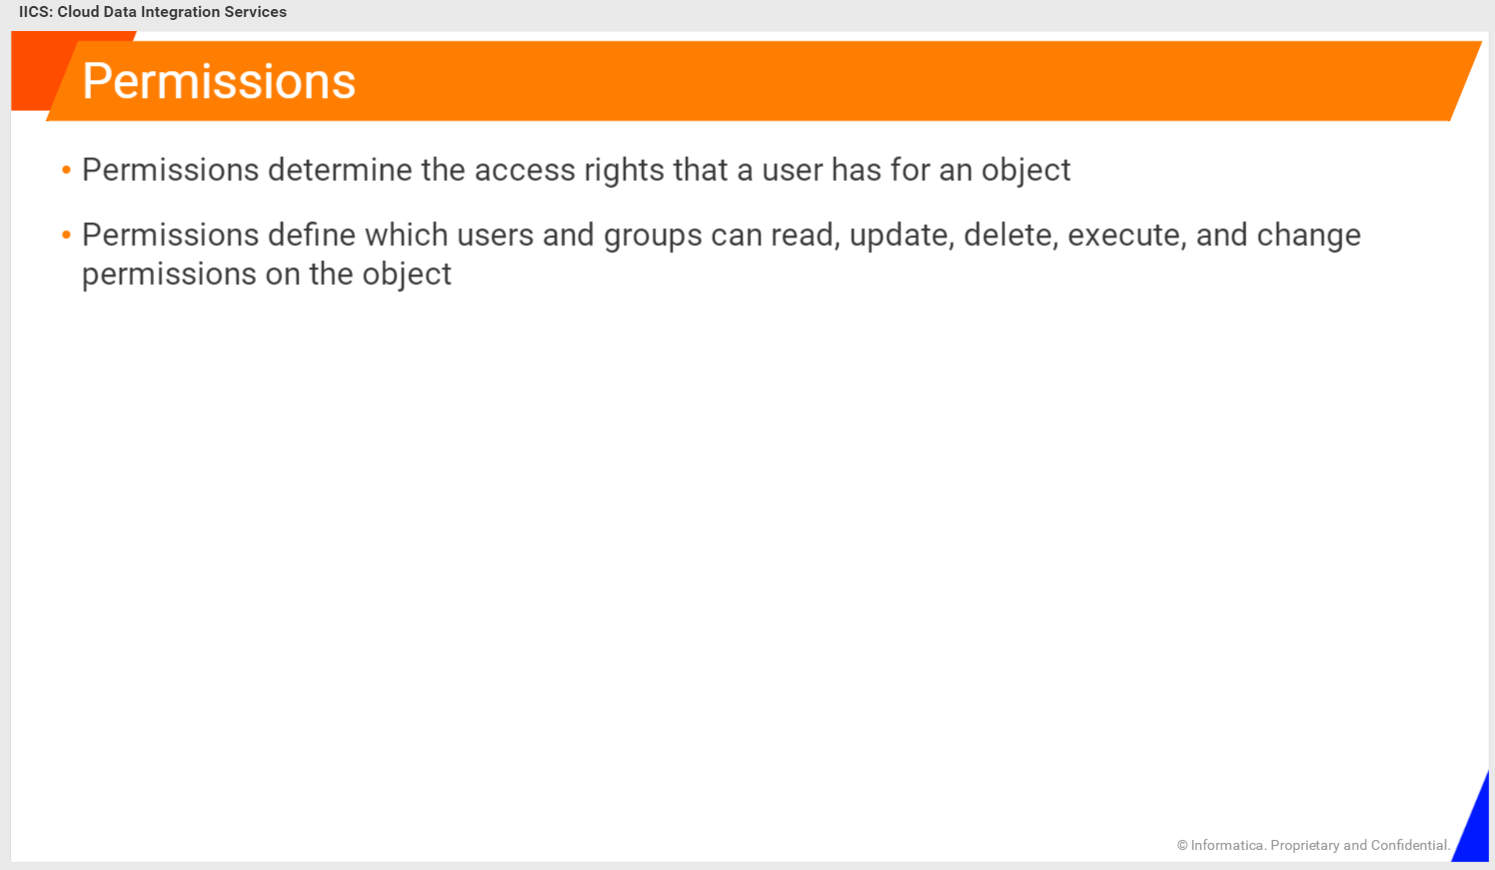 IICS: Cloud Data Integration Services
Permissions
• Permissions determine the access rights that a user has for an object
• Permissions define which users and groups can read, update, delete, execute, and change
permissions on the object
© Informatica. Proprietary and Confidential.